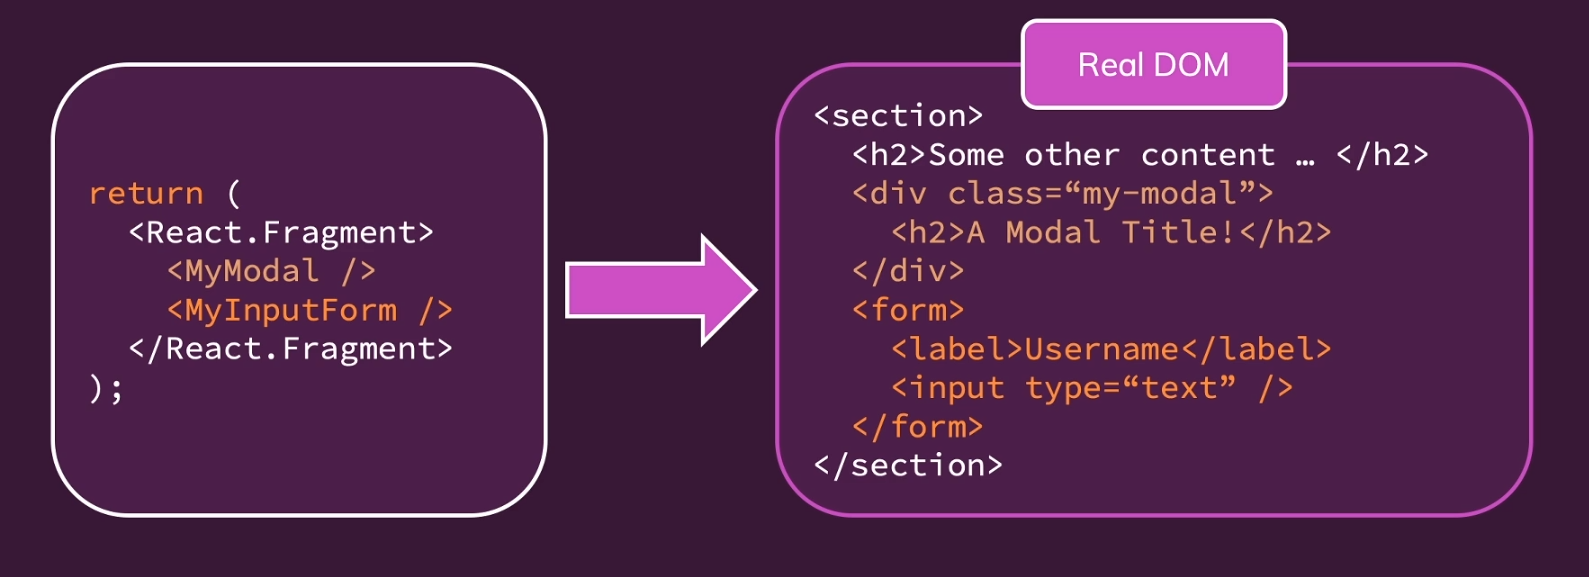 return (
<React.Fragment>
<MyModal />
<MyInputForm />
</React.Fragment>
);
Real DOM
<section>
<h2>Some other content … </h2>
<div class=“my-modal”>
<h2>A Modal Title!</h2>
</div>
<form>
<label>Username</label>
<input type=“text” />
</form>
</section>